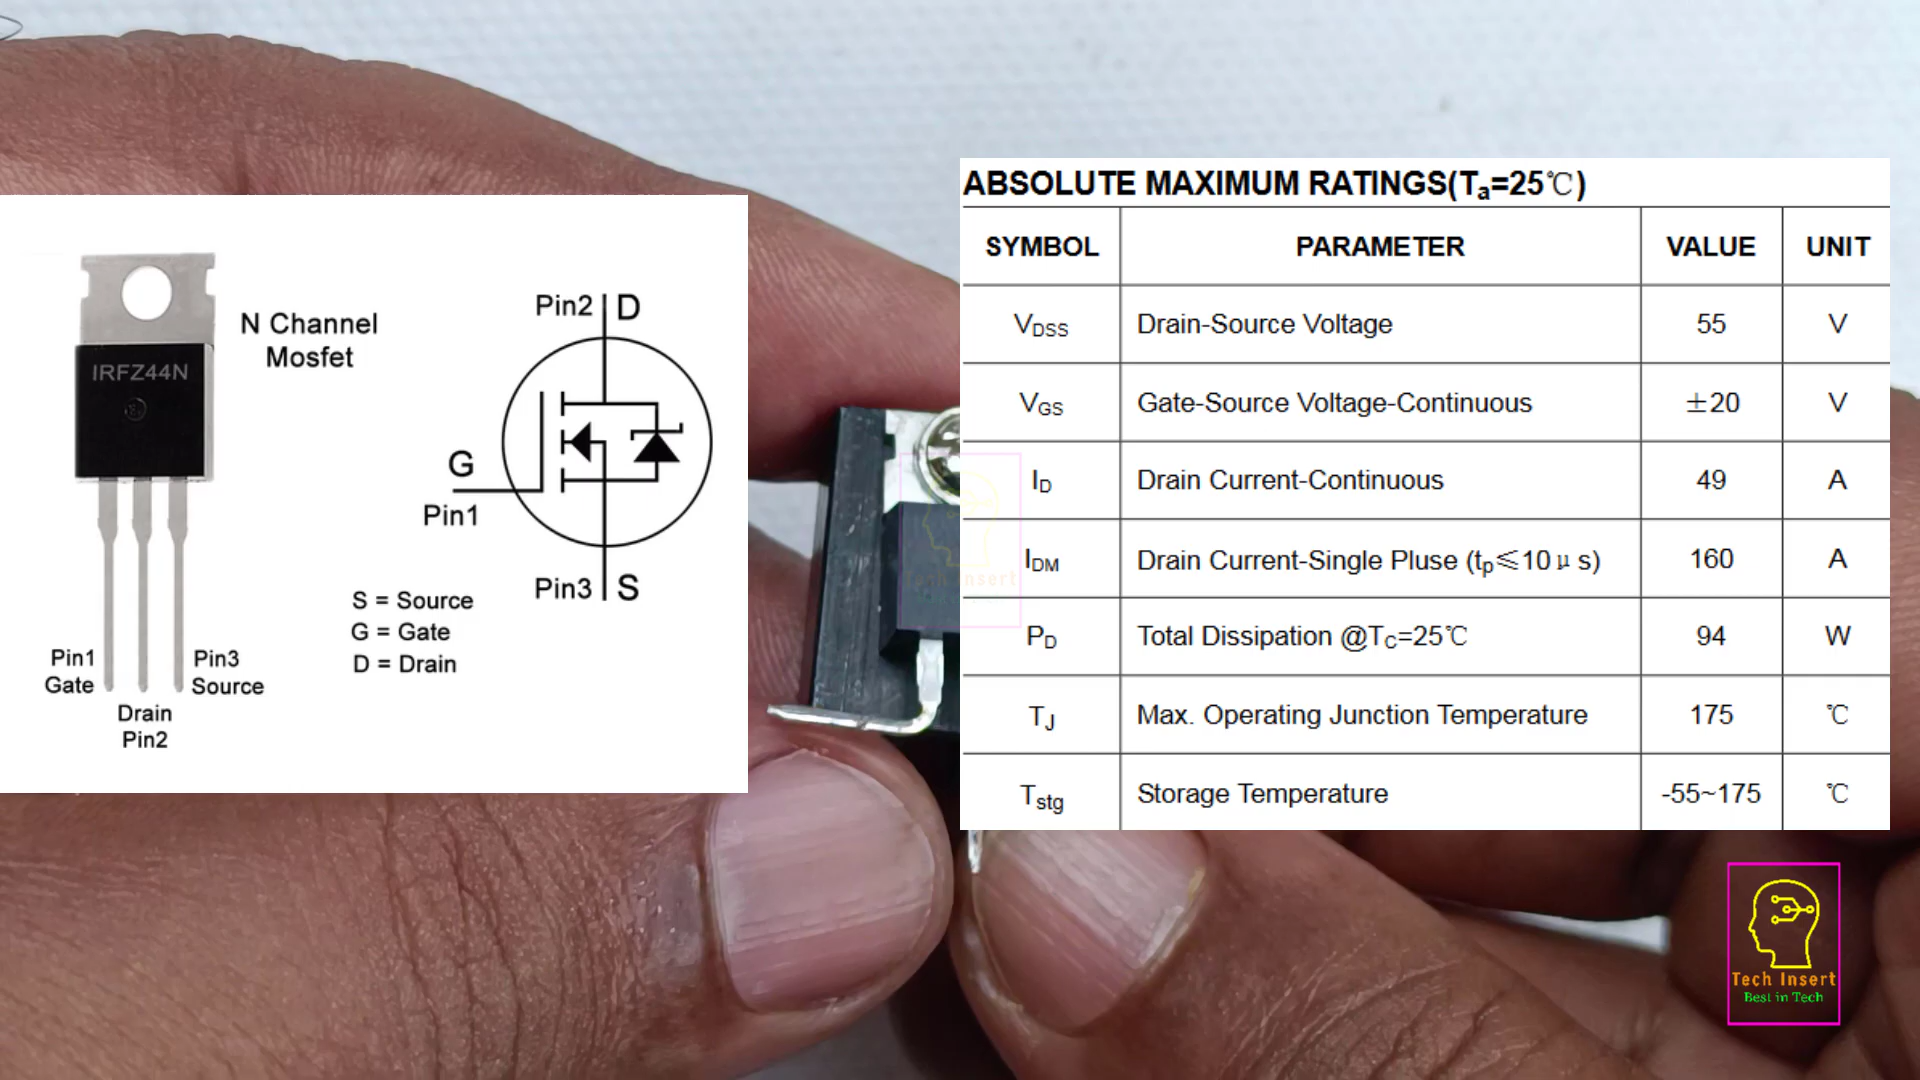 IRFZ44N
N Channel
Mosfet
Pin1
Gate
Drain
Pin2
Pin3
Source
Pin2 D
G
Pin1
Pin3 S
S = Source
G = Gate
D = Drain
ABSOLUTE MAXIMUM RATINGS(Ta=25℃)
SYMBOL PARAMETER VALUE UNIT
VDSS Drain-Source Voltage 55 V
VGS Gate-Source Voltage-Continuous ±20 V
ID Drain Current-Continuous 49 A
IDM Drain Current-Single Pluse (tp≤10 μ s) 160 A
PD Total Dissipation @TC=25℃ 94 W
TJ Max. Operating Junction Temperature 175 ℃
Tstg Storage Temperature -55~175 ℃
Tech Insert
Tech Insert
Best in Tech